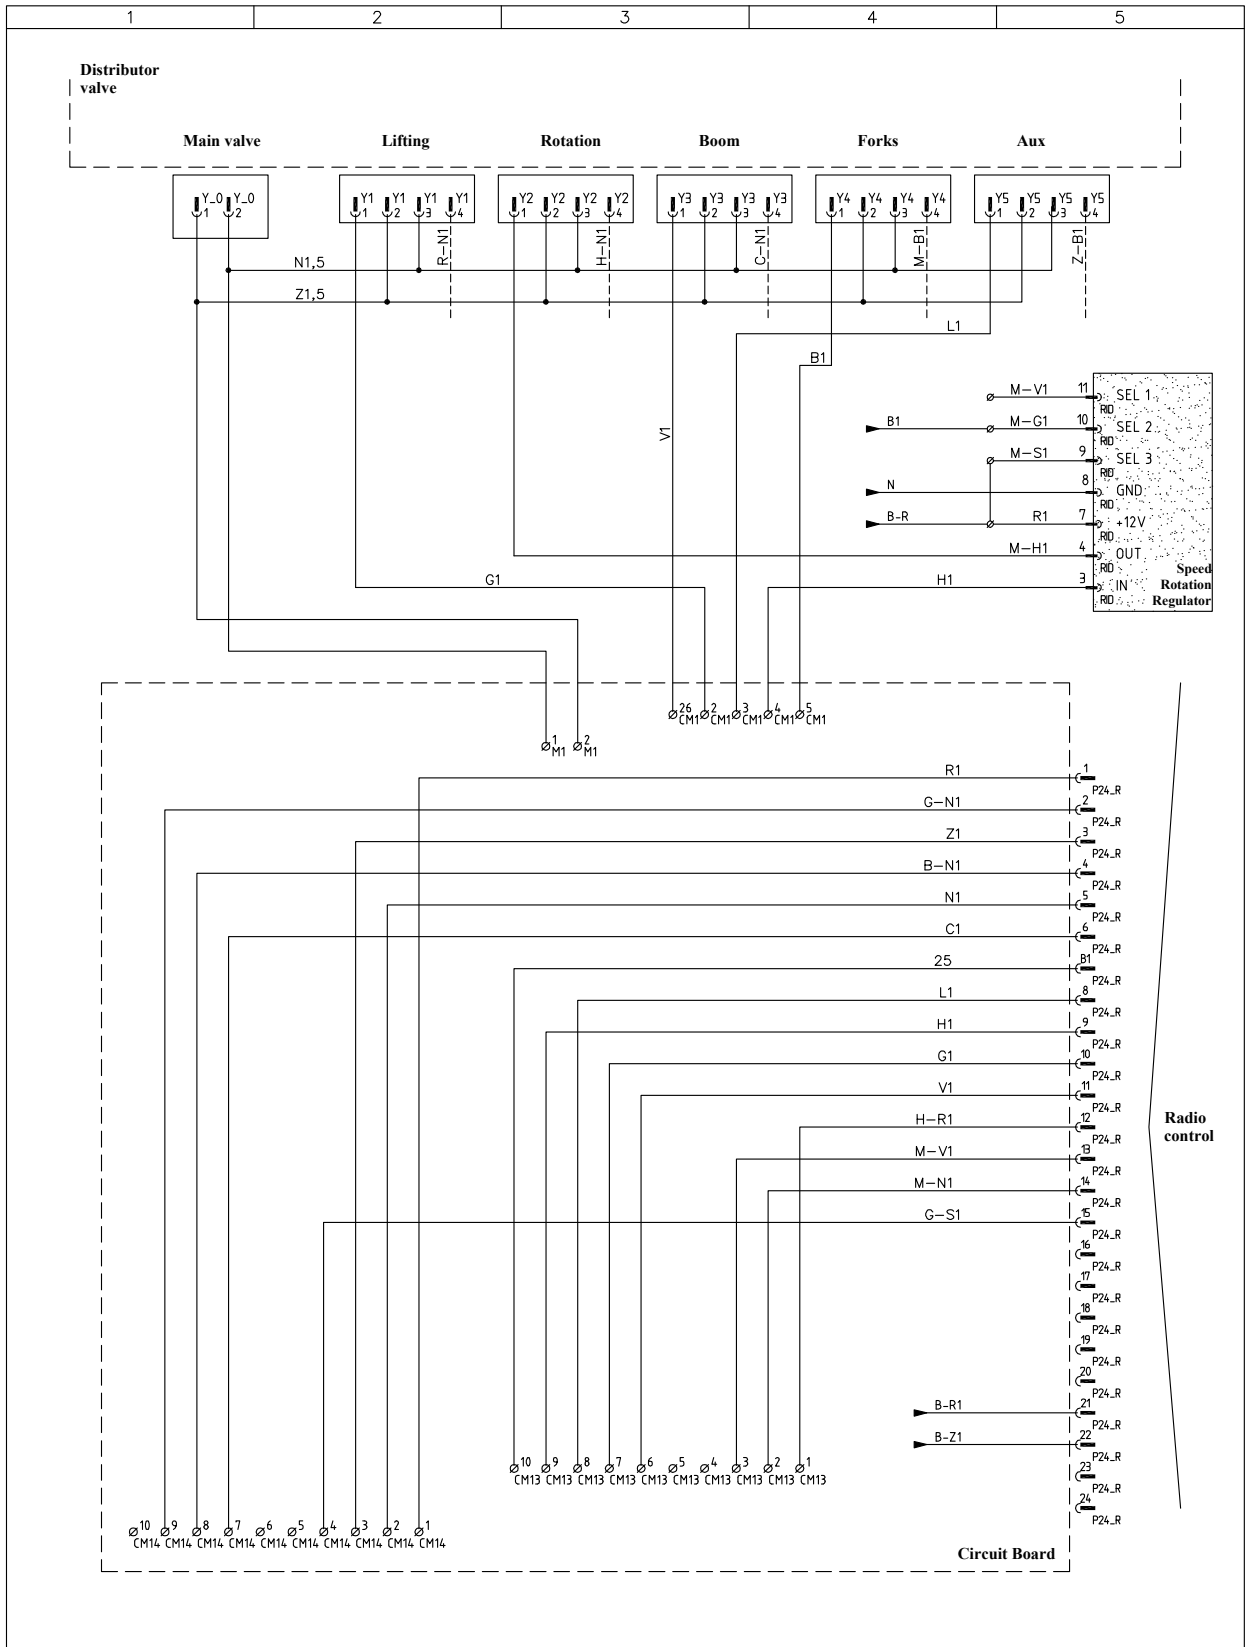 1 2 3 4 5
Distributor
valve
Main valve Lifting Rotation Boom Forks Aux
Y_0 Y_0 Y1 Y1 Y1 Y1 Y2 Y2 Y2 Y2 Y3 Y3 Y3 Y3 Y4 Y4 Y4 Y4 Y5 Y5 Y5 Y5
1 2 1 2 3 4 1 2 3 4 1 2 3 4 1 2 3 4 1 2 3 4
R-N1 H-N1 C-N1 M-B1 Z-B1
N1,5
Z1,5
L1
B1
M-V1 11 SEL 1
RID
B1 M-G1 10 SEL 2
RID
V1
M-S1 9 SEL 3
RID
N 8 GND
RID
B-R R1 7 +12V
RID
M-H1 4 OUT
RID
Speed
G1 H1 3 IN
Rotation
RID
Regulator
26 2 3 4 5
CM1 CM1 CM1 CM1 CM1
1 2
M1 M1
R1 1
P24_R
G-N1 2
P24_R
Z1 3
P24_R
B-N1 4
P24_R
N1 5
P24_R
C1 6
P24_R
25 B1
P24_R
L1 8
P24_R
H1 9
P24_R
G1 10
P24_R
V1 11
P24_R
Radio
control
H-R1 12
P24_R
M-V1 13
P24_R
M-N1 14
P24_R
G-S1 15
P24_R
16
P24_R
17
P24_R
18
P24_R
19
P24_R
20
P24_R
B-R1 21
P24_R
B-Z1 22
P24_R
10 9 8 7 6 5 4 3 2 1
CM13 CM13 CM13 CM13 CM13 CM13 CM13 CM13 CM13 CM13
23
P24_R
24
P24_R
10 9 8 7 6 5 4 3 2 1
CM14 CM14 CM14 CM14 CM14 CM14 CM14 CM14 CM14 CM14
Circuit Board